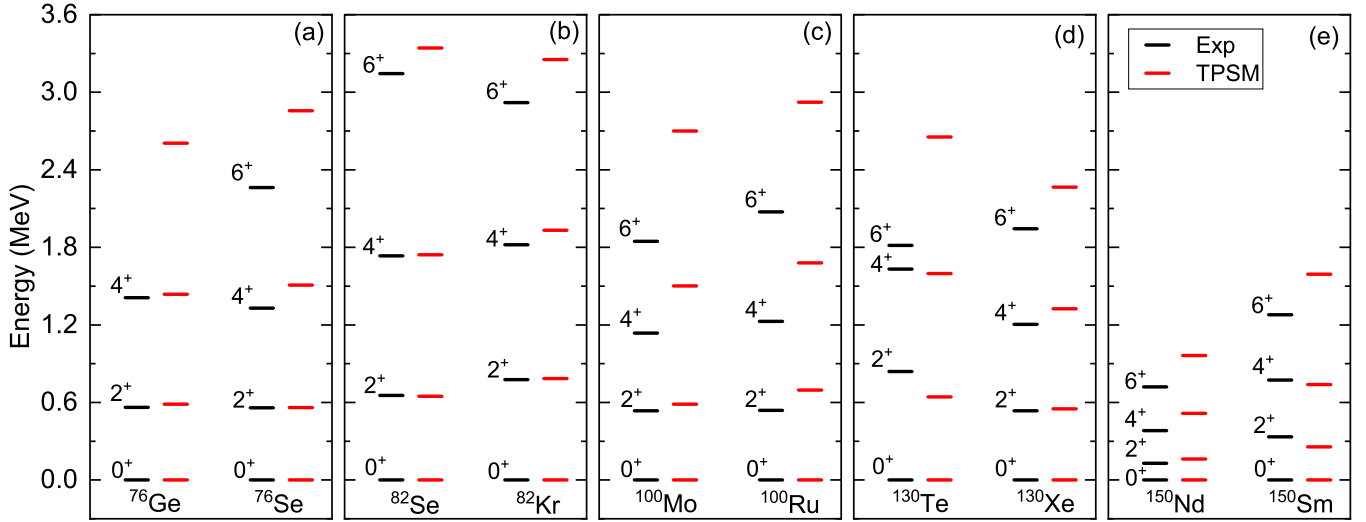 Energy (MeV)
3.6
3.0
2.4
1.8
1.2
0.6
0.0
(a)
4⁺
2⁺
0⁺
⁷⁶Ge
6⁺
4⁺
2⁺
0⁺
⁷⁶Se
(b)
6⁺
4⁺
2⁺
0⁺
⁸²Se
6⁺
4⁺
2⁺
0⁺
⁸²Kr
(c)
6⁺
4⁺
2⁺
0⁺
¹⁰⁰Mo
6⁺
4⁺
2⁺
0⁺
¹⁰⁰Ru
(d)
6⁺
4⁺
2⁺
0⁺
¹³⁰Te
6⁺
4⁺
2⁺
0⁺
¹³⁰Xe
(e)
Exp
TPSM
6⁺
4⁺
2⁺
0⁺
¹⁵⁰Nd
6⁺
4⁺
2⁺
0⁺
¹⁵⁰Sm